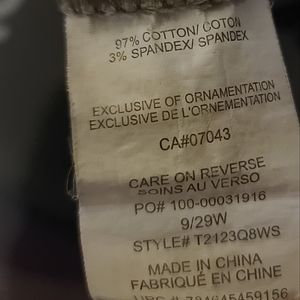 97% COTTON/ COTON
3% SPANDEX/ SPANDEX
EXCLUSIVE OF ORNAMENTATION
EXCLUSIVE DE L'ORNEMENTATION
CA#07043
CARE ON REVERSE
SOINS AU VERSO
PO# 100-00031916
9/29W
STYLE# T2123Q8WS
MADE IN CHINA
FABRIQUÉ EN CHINE